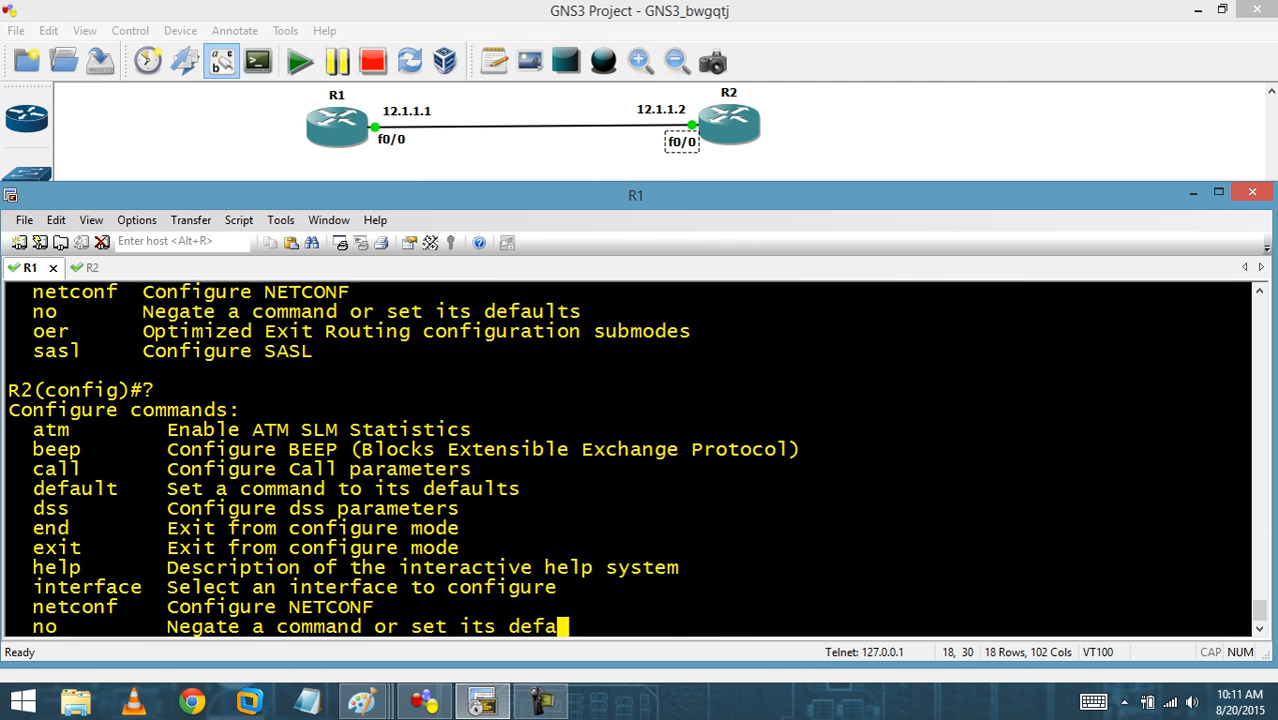 GNS3 Project - GNS3_bwgqtj
File Edit View Control Device Annotate Tools Help
R1
R2
12.1.1.1
12.1.1.2
f0/0
f0/0
R1
File Edit View Options Transfer Script Tools Window Help
Enter host <Alt+R>
R1 R2
netconf Configure NETCONF
no Negate a command or set its defaults
oer Optimized Exit Routing configuration submodes
sasl Configure SASL
R2(config)#?
Configure commands:
atm Enable ATM SLM Statistics
beep Configure BEEP (Blocks Extensible Exchange Protocol)
call Configure Call parameters
default Set a command to its defaults
dss Configure dss parameters
end Exit from configure mode
exit Exit from configure mode
help Description of the interactive help system
interface Select an interface to configure
netconf Configure NETCONF
no Negate a command or set its defa
Ready Telnet: 127.0.0.1 18, 30 18 Rows, 102 Cols VT100 CAP NUM
10:11 AM
8/20/2015